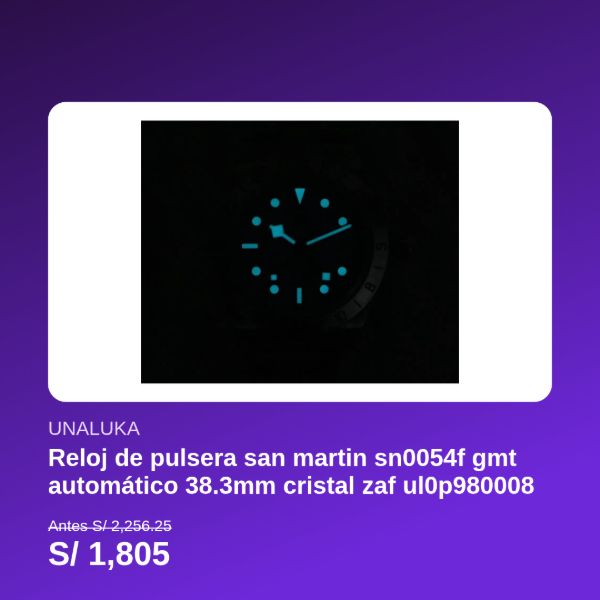 UNALUKA
Reloj de pulsera san martin sn0054f gmt
automático 38.3mm cristal zaf ul0p980008
Antes S/ 2,256.25
S/ 1,805